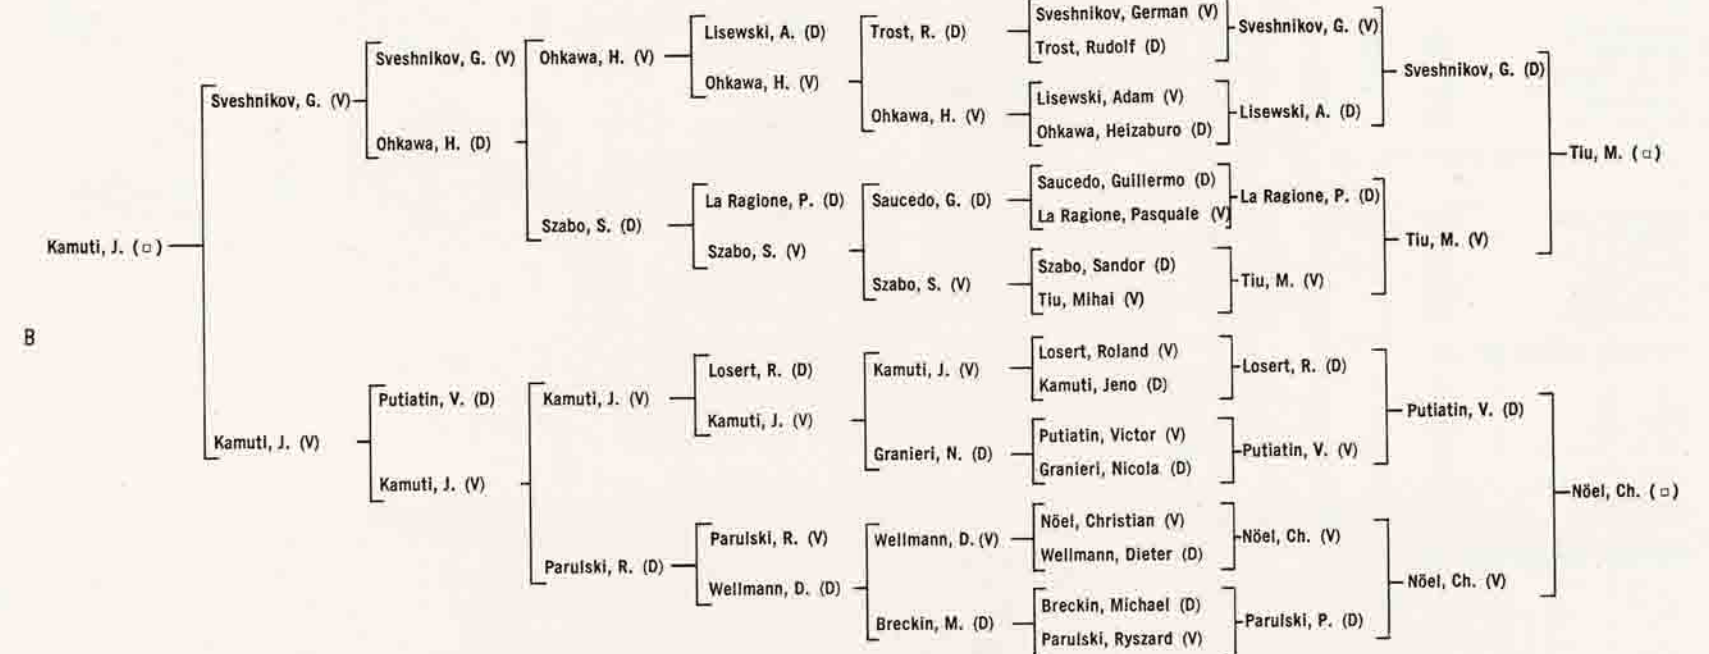 Kamuti, J. (□)
B
Sveshnikov, G. (V)
Kamuti, J. (V)
Sveshnikov, G. (V)
Ohkawa, H. (D)
Putiatin, V. (D)
Kamuti, J. (V)
Ohkawa, H. (V)
Szabo, S. (D)
Kamuti, J. (V)
Parulski, R. (D)
Lisewski, A. (D)
Ohkawa, H. (V)
La Ragione, P. (D)
Szabo, S. (V)
Losert, R. (D)
Kamuti, J. (V)
Parulski, R. (V)
Wellmann, D. (D)
Trost, R. (D)
Ohkawa, H. (V)
Saucedo, G. (D)
Szabo, S. (V)
Kamuti, J. (V)
Granieri, N. (D)
Wellmann, D. (V)
Breckin, M. (D)
Sveshnikov, German (V)
Trost, Rudolf (D)
Lisewski, Adam (V)
Ohkawa, Heizaburo (D)
Saucedo, Guillermo (D)
La Ragione, Pasquale (V)
Szabo, Sandor (D)
Tiu, Mihai (V)
Losert, Roland (V)
Kamuti, Jeno (D)
Putiatin, Victor (V)
Granieri, Nicola (D)
Nöel, Christian (V)
Wellmann, Dieter (D)
Breckin, Michael (D)
Parulski, Ryszard (V)
Sveshnikov, G. (V)
Lisewski, A. (D)
La Ragione, P. (D)
Tiu, M. (V)
Losert, R. (D)
Putiatin, V. (V)
Nöel, Ch. (V)
Parulski, P. (D)
Sveshnikov, G. (D)
Tiu, M. (V)
Putiatin, V. (D)
Nöel, Ch. (V)
Tiu, M. (□)
Nöel, Ch. (□)